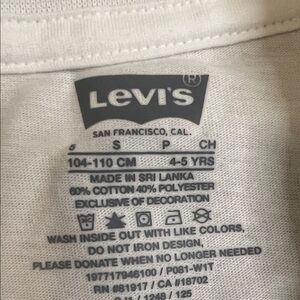 LEVI'S
SAN FRANCISCO, CAL.
S S P CH
104-110 CM 4-5 YRS
MADE IN SRI LANKA
60% COTTON 40% POLYESTER
EXCLUSIVE OF DECORATION
WASH INSIDE OUT WITH LIKE COLORS,
DO NOT IRON DESIGN,
PLEASE DONATE WHEN NO LONGER NEEDED
197717946100 / P081-W1T
RN #81917 / CA #18702
/ 1248 / 125